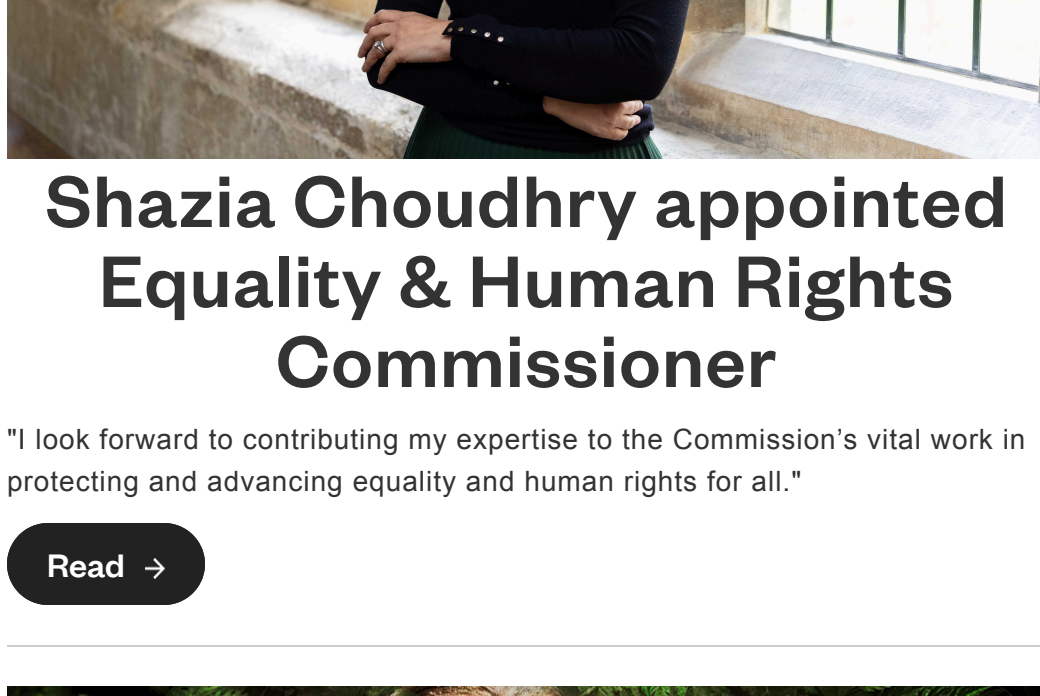 Shazia Choudhry appointed
Equality & Human Rights
Commissioner
"I look forward to contributing my expertise to the Commission’s vital work in
protecting and advancing equality and human rights for all."
Read →